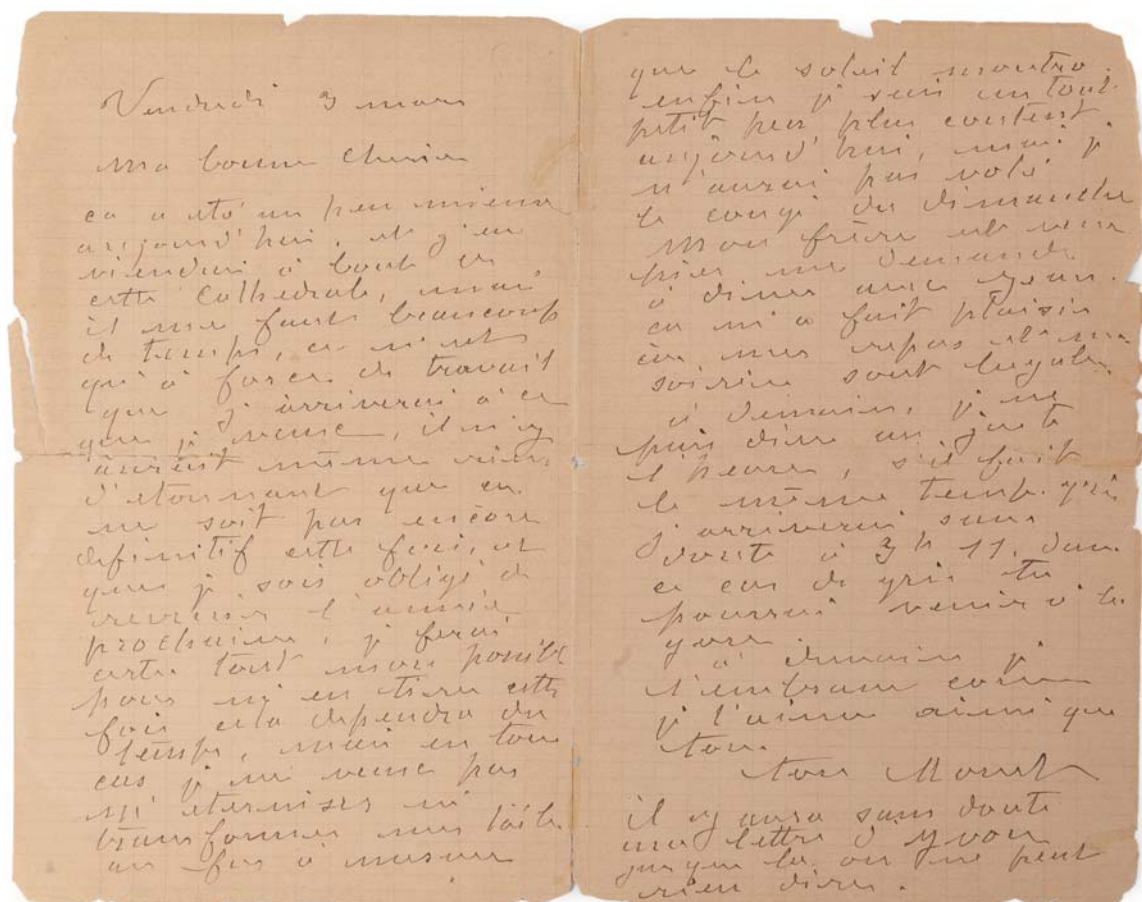 Vendredi 3 mars
Ma bonne chérie
ça a été un peu mieux
aujourd'hui, et j'en
viendrai à bout de
cette Cathédrale, mais
il me faut beaucoup
de temps, ce n'est
qu'à force de travail
que j'arriverai à ce
que je veux, il n'y
aurait même rien
d'étonnant que ça
ne soit pas encore
définitif cette fois, et
que je sois obligé de
revenir l'année
prochaine, je ferai
certes tout mon possible
pour m'en tirer cette
fois cela dépendra du
temps, mais en tous
cas je ne veux pas
m'éterniser ni
transformer mes toiles
au fur à mesure
que le soleil montera.
enfin je suis un tout
petit peu plus content
aujourd'hui, mais je
n'aurai pas volé
le congé du dimanche
Mon frère est venu
hier me demander
à dîner avec Jean.
ça m'a fait plaisir
car mes repas et mes
soirées sont lugubres
à demain, je ne
puis dire au juste
l'heure, s'il fait
le même temps gris
j'arriverai sans
doute à 3h 11, dans
ce cas de gris tu
pourrais venir à la
gare.
à demain je
t'embrasse comme
je t'aime ainsi que
tous
ton Monet
il y aura sans doute
une lettre d'Yvon
jusque là on ne peut
rien dire.